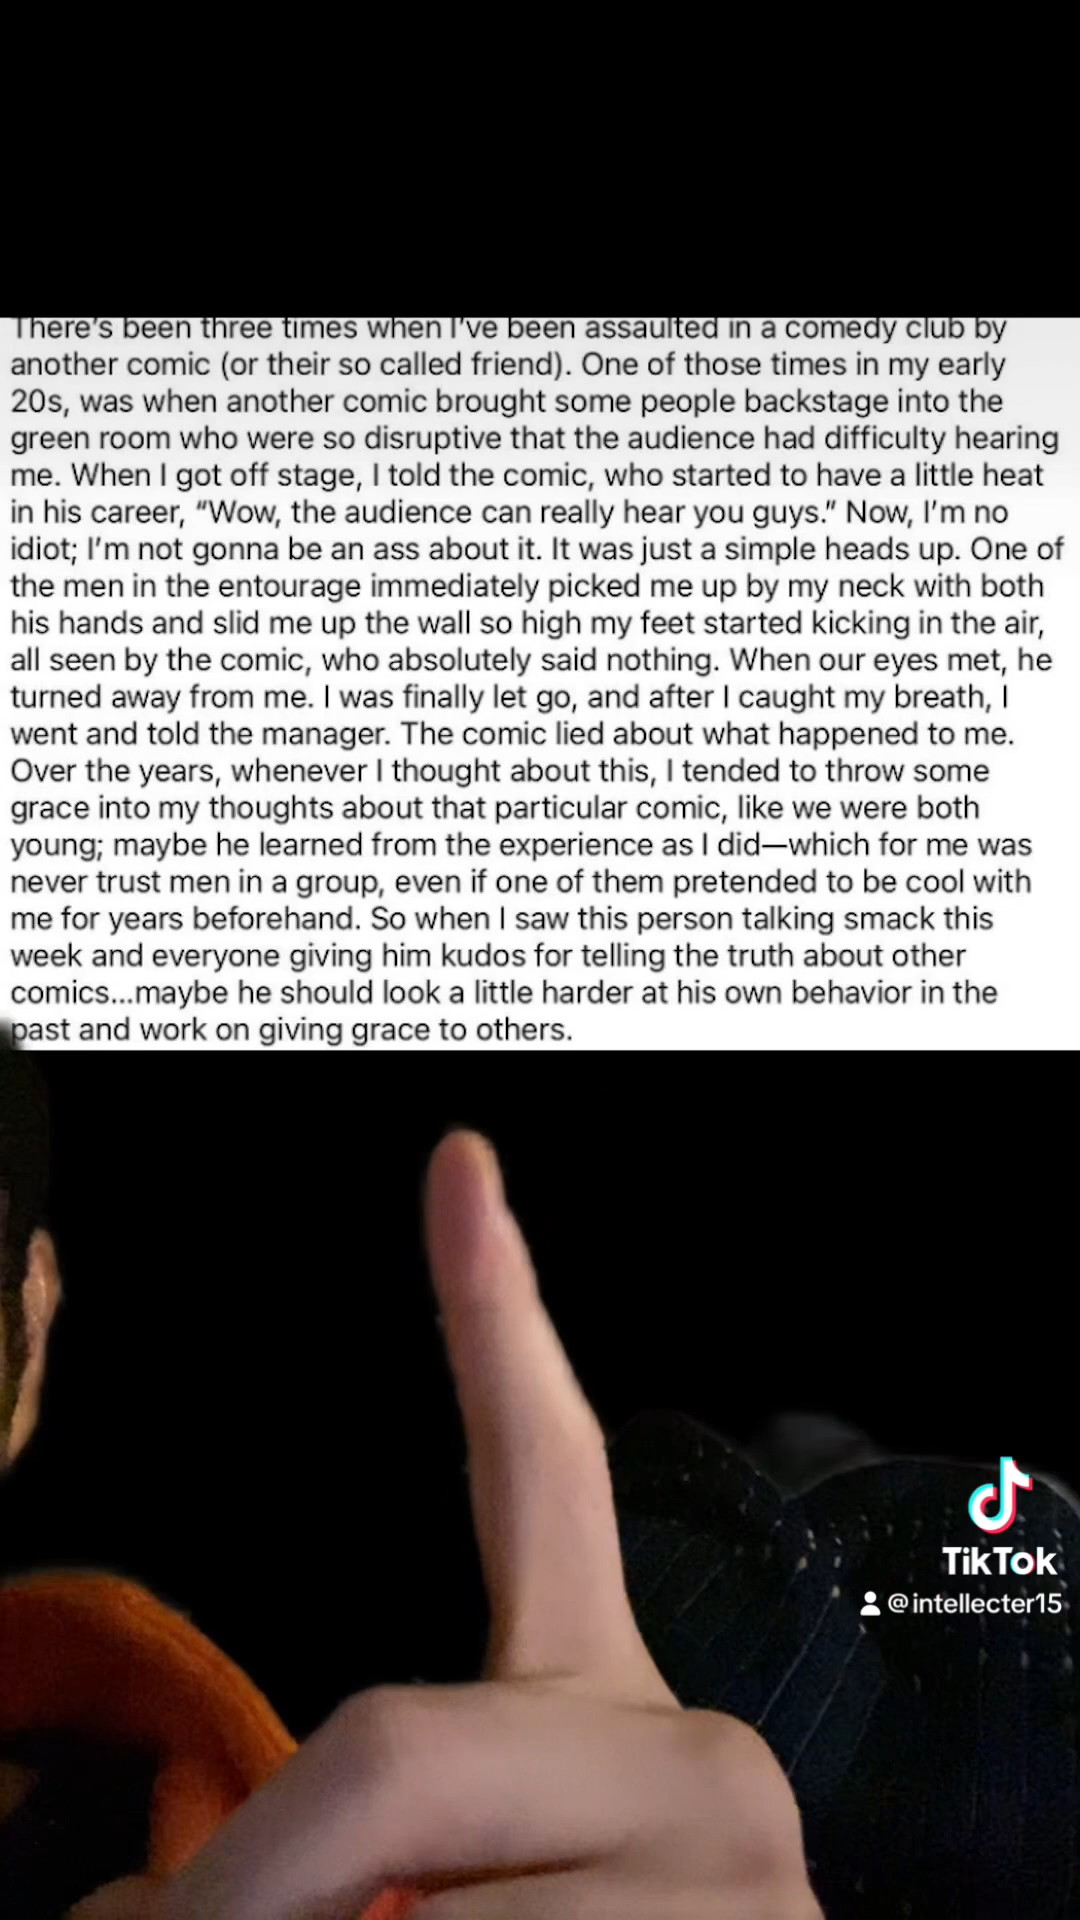 There's been three times when I've been assaulted in a comedy club by
another comic (or their so called friend). One of those times in my early
20s, was when another comic brought some people backstage into the
green room who were so disruptive that the audience had difficulty hearing
me. When I got off stage, I told the comic, who started to have a little heat
in his career, “Wow, the audience can really hear you guys.” Now, I'm no
idiot; I'm not gonna be an ass about it. It was just a simple heads up. One of
the men in the entourage immediately picked me up by my neck with both
his hands and slid me up the wall so high my feet started kicking in the air,
all seen by the comic, who absolutely said nothing. When our eyes met, he
turned away from me. I was finally let go, and after I caught my breath, I
went and told the manager. The comic lied about what happened to me.
Over the years, whenever I thought about this, I tended to throw some
grace into my thoughts about that particular comic, like we were both
young; maybe he learned from the experience as I did—which for me was
never trust men in a group, even if one of them pretended to be cool with
me for years beforehand. So when I saw this person talking smack this
week and everyone giving him kudos for telling the truth about other
comics...maybe he should look a little harder at his own behavior in the
past and work on giving grace to others.
TikTok
@intellecter15